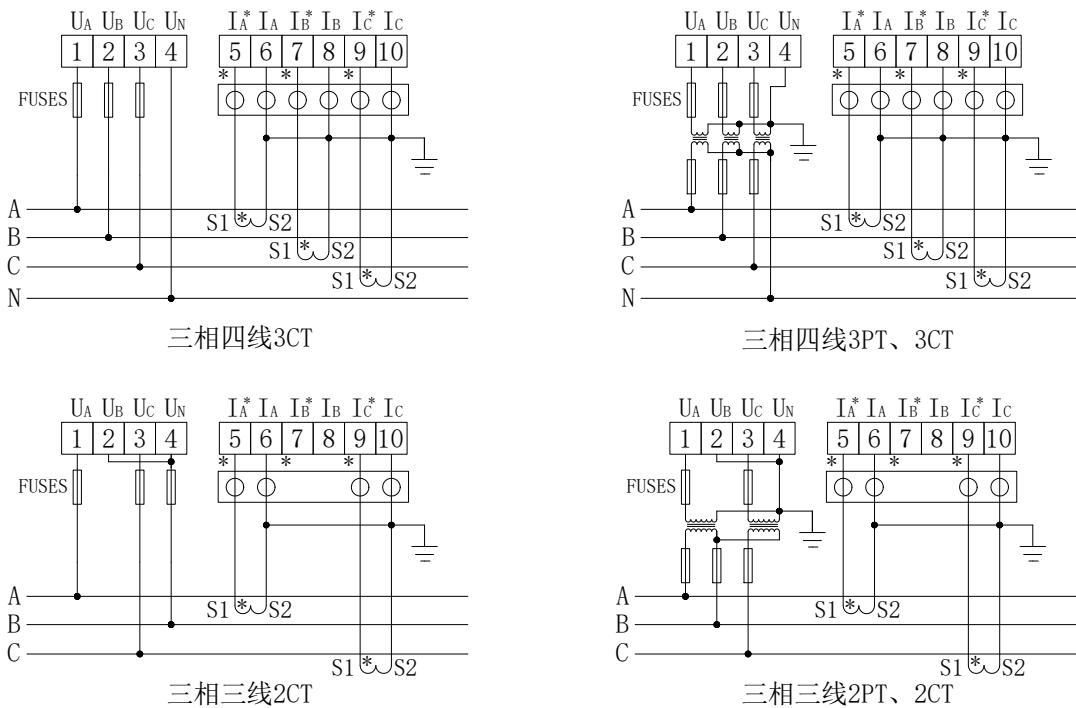 UA UB UC UN IA* IA IB* IB IC* IC
1 2 3 4 5 6 7 8 9 10
* * *
FUSES
A
S1 * S2
B
S1 * S2
C
S1 * S2
N
三相四线3CT
UA UB UC UN IA* IA IB* IB IC* IC
1 2 3 4 5 6 7 8 9 10
* * *
FUSES
A
S1 * S2
B
S1 * S2
C
S1 * S2
N
三相四线3PT、3CT
UA UB UC UN IA* IA IB* IB IC* IC
1 2 3 4 5 6 7 8 9 10
* * *
FUSES
A
S1 * S2
B
C
S1 * S2
三相三线2CT
UA UB UC UN IA* IA IB* IB IC* IC
1 2 3 4 5 6 7 8 9 10
* * *
FUSES
A
S1 * S2
B
C
S1 * S2
三相三线2PT、2CT